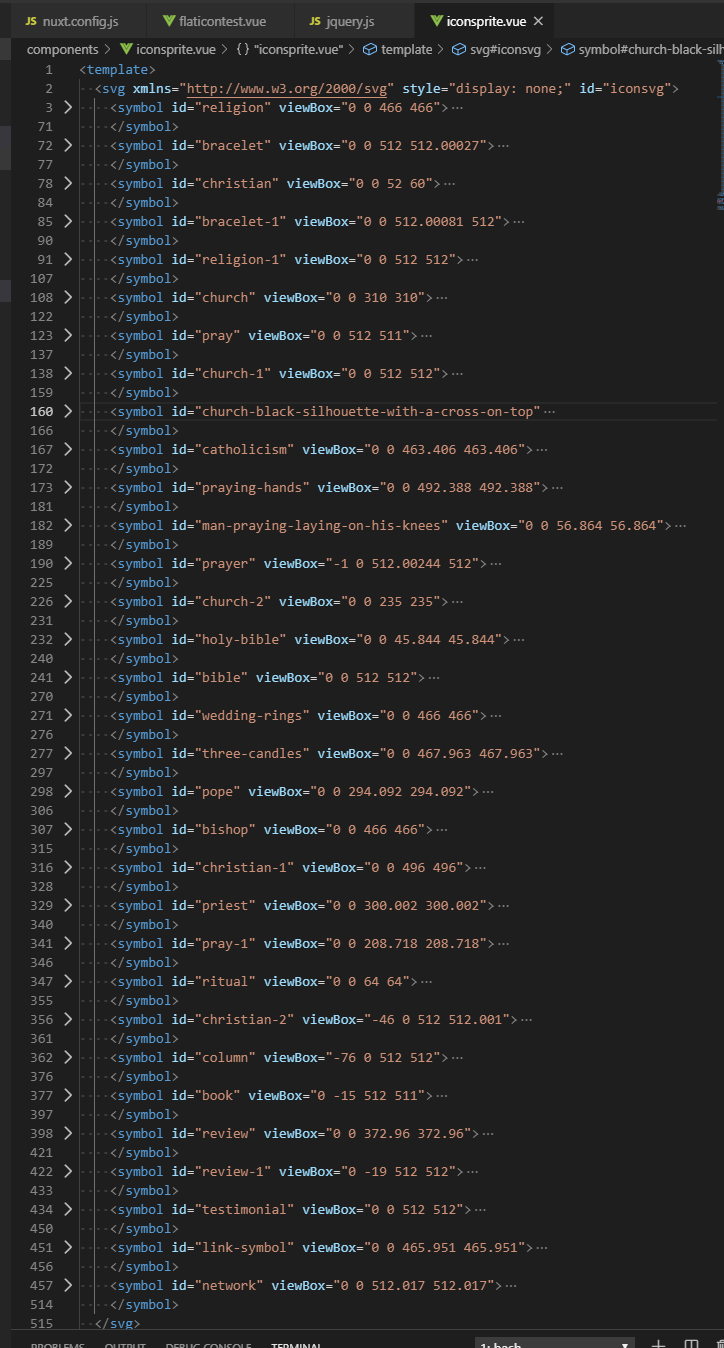 JS nuxt.config.js flaticontest.vue JS jquery.js iconsprite.vue ×
components > iconsprite.vue > { } "iconsprite.vue" > template > svg#iconsvg > symbol#church-black-silh
1 <template>
2 <svg xmlns="http://www.w3.org/2000/svg" style="display: none;" id="iconsvg">
3 <symbol id="religion" viewBox="0 0 466 466">···
71 </symbol>
72 <symbol id="bracelet" viewBox="0 0 512 512.00027">···
77 </symbol>
78 <symbol id="christian" viewBox="0 0 52 60">···
84 </symbol>
85 <symbol id="bracelet-1" viewBox="0 0 512.00081 512">···
90 </symbol>
91 <symbol id="religion-1" viewBox="0 0 512 512">···
107 </symbol>
108 <symbol id="church" viewBox="0 0 310 310">···
122 </symbol>
123 <symbol id="pray" viewBox="0 0 512 511">···
137 </symbol>
138 <symbol id="church-1" viewBox="0 0 512 512">···
159 </symbol>
160 <symbol id="church-black-silhouette-with-a-cross-on-top"···
166 </symbol>
167 <symbol id="catholicism" viewBox="0 0 463.406 463.406">···
172 </symbol>
173 <symbol id="praying-hands" viewBox="0 0 492.388 492.388">···
181 </symbol>
182 <symbol id="man-praying-laying-on-his-knees" viewBox="0 0 56.864 56.864">···
189 </symbol>
190 <symbol id="prayer" viewBox="-1 0 512.00244 512">···
225 </symbol>
226 <symbol id="church-2" viewBox="0 0 235 235">···
231 </symbol>
232 <symbol id="holy-bible" viewBox="0 0 45.844 45.844">···
240 </symbol>
241 <symbol id="bible" viewBox="0 0 512 512">···
270 </symbol>
271 <symbol id="wedding-rings" viewBox="0 0 466 466">···
276 </symbol>
277 <symbol id="three-candles" viewBox="0 0 467.963 467.963">···
297 </symbol>
298 <symbol id="pope" viewBox="0 0 294.092 294.092">···
306 </symbol>
307 <symbol id="bishop" viewBox="0 0 466 466">···
315 </symbol>
316 <symbol id="christian-1" viewBox="0 0 496 496">···
328 </symbol>
329 <symbol id="priest" viewBox="0 0 300.002 300.002">···
340 </symbol>
341 <symbol id="pray-1" viewBox="0 0 208.718 208.718">···
346 </symbol>
347 <symbol id="ritual" viewBox="0 0 64 64">···
355 </symbol>
356 <symbol id="christian-2" viewBox="-46 0 512 512.001">···
361 </symbol>
362 <symbol id="column" viewBox="-76 0 512 512">···
376 </symbol>
377 <symbol id="book" viewBox="0 -15 512 511">···
397 </symbol>
398 <symbol id="review" viewBox="0 0 372.96 372.96">···
421 </symbol>
422 <symbol id="review-1" viewBox="0 -19 512 512">···
433 </symbol>
434 <symbol id="testimonial" viewBox="0 0 512 512">···
450 </symbol>
451 <symbol id="link-symbol" viewBox="0 0 465.951 465.951">···
456 </symbol>
457 <symbol id="network" viewBox="0 0 512.017 512.017">···
514 </symbol>
515 </svg>
PROBLEMS OUTPUT DEBUG CONSOLE TERMINAL 1: bash